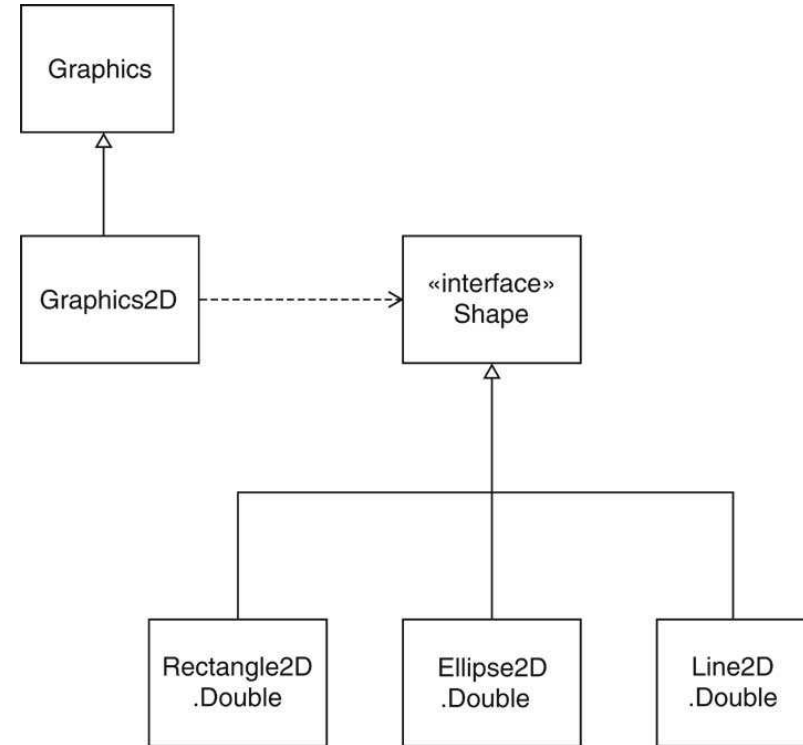 Graphics
Graphics2D
«interface»
Shape
Rectangle2D
.Double
Ellipse2D
.Double
Line2D
.Double